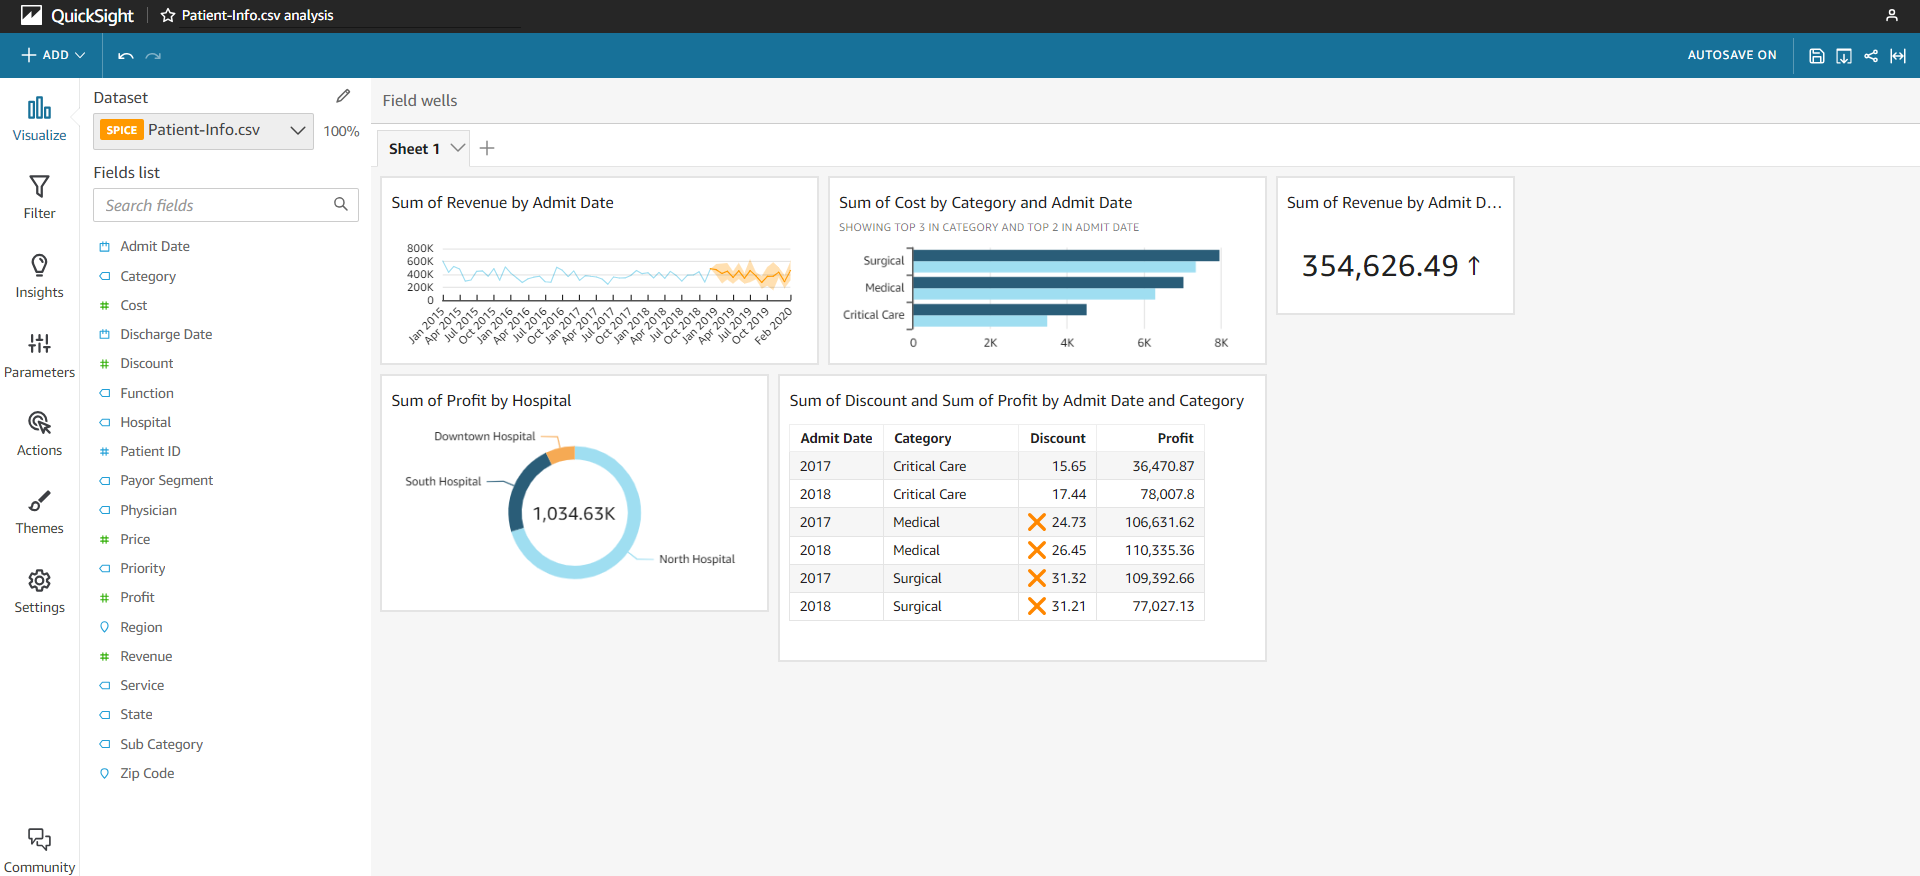 QuickSight
Patient-Info.csv analysis
ADD
AUTOSAVE ON
Visualize
Filter
Insights
Parameters
Actions
Themes
Settings
Community
Dataset
SPICE Patient-Info.csv
100%
Fields list
Search fields
Admit Date
Category
Cost
Discharge Date
Discount
Function
Hospital
Patient ID
Payor Segment
Physician
Price
Priority
Profit
Region
Revenue
Service
State
Sub Category
Zip Code
Field wells
Sheet 1
Sum of Revenue by Admit Date
800K
600K
400K
200K
0
Jan 2015
Apr 2015
Jul 2015
Oct 2015
Jan 2016
Apr 2016
Jul 2016
Oct 2016
Jan 2017
Apr 2017
Jul 2017
Oct 2017
Jan 2018
Apr 2018
Jul 2018
Oct 2018
Jan 2019
Apr 2019
Jul 2019
Oct 2019
Feb 2020
Sum of Cost by Category and Admit Date
SHOWING TOP 3 IN CATEGORY AND TOP 2 IN ADMIT DATE
Surgical
Medical
Critical Care
0 2K 4K 6K 8K
Sum of Revenue by Admit D...
354,626.49 ↑
Sum of Profit by Hospital
Downtown Hospital
South Hospital
1,034.63K
North Hospital
Sum of Discount and Sum of Profit by Admit Date and Category
Admit Date Category Discount Profit
2017 Critical Care 15.65 36,470.87
2018 Critical Care 17.44 78,007.8
2017 Medical 24.73 106,631.62
2018 Medical 26.45 110,335.36
2017 Surgical 31.32 109,392.66
2018 Surgical 31.21 77,027.13